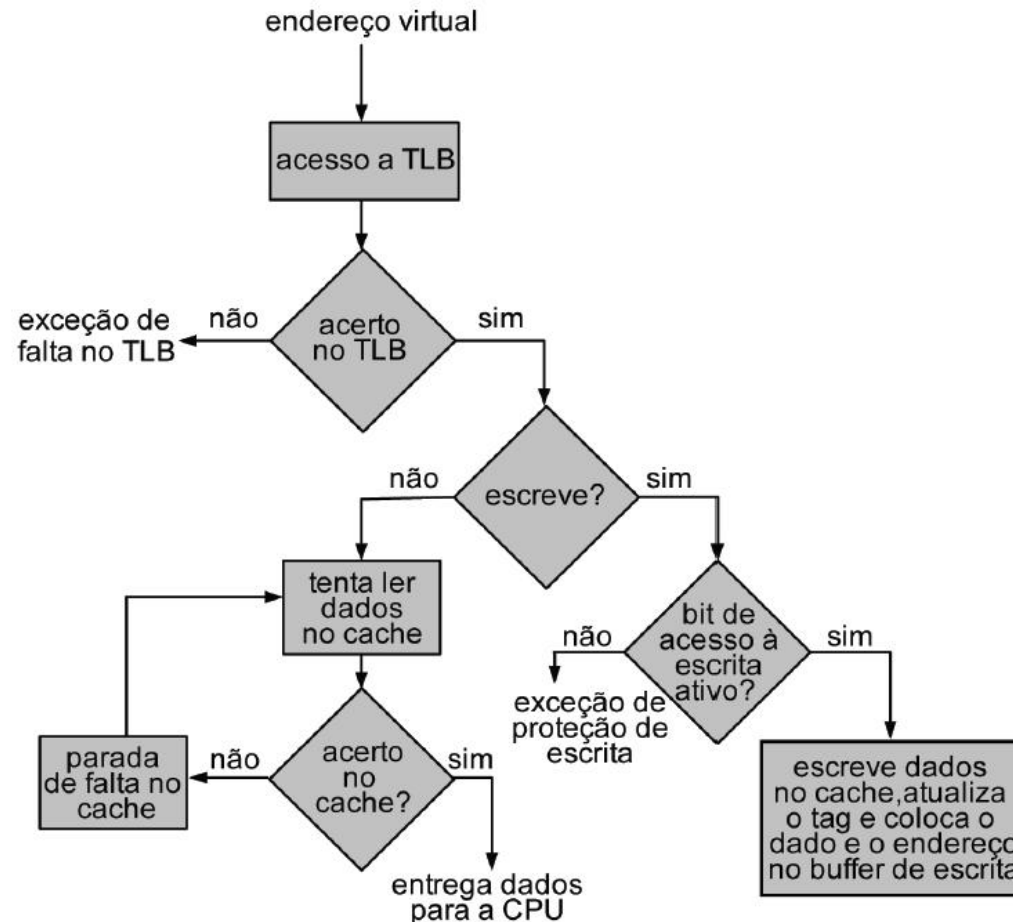 endereço virtual
acesso a TLB
não
sim
exceção de
falta no TLB
acerto
no TLB
não
sim
escreve?
tenta ler
dados
no cache
não
sim
bit de
acesso à
escrita
ativo?
exceção de
proteção de
escrita
parada
de falta no
cache
não
sim
acerto
no
cache?
escreve dados
no cache,atualiza
o tag e coloca o
dado e o endereço
no buffer de escrita
entrega dados
para a CPU